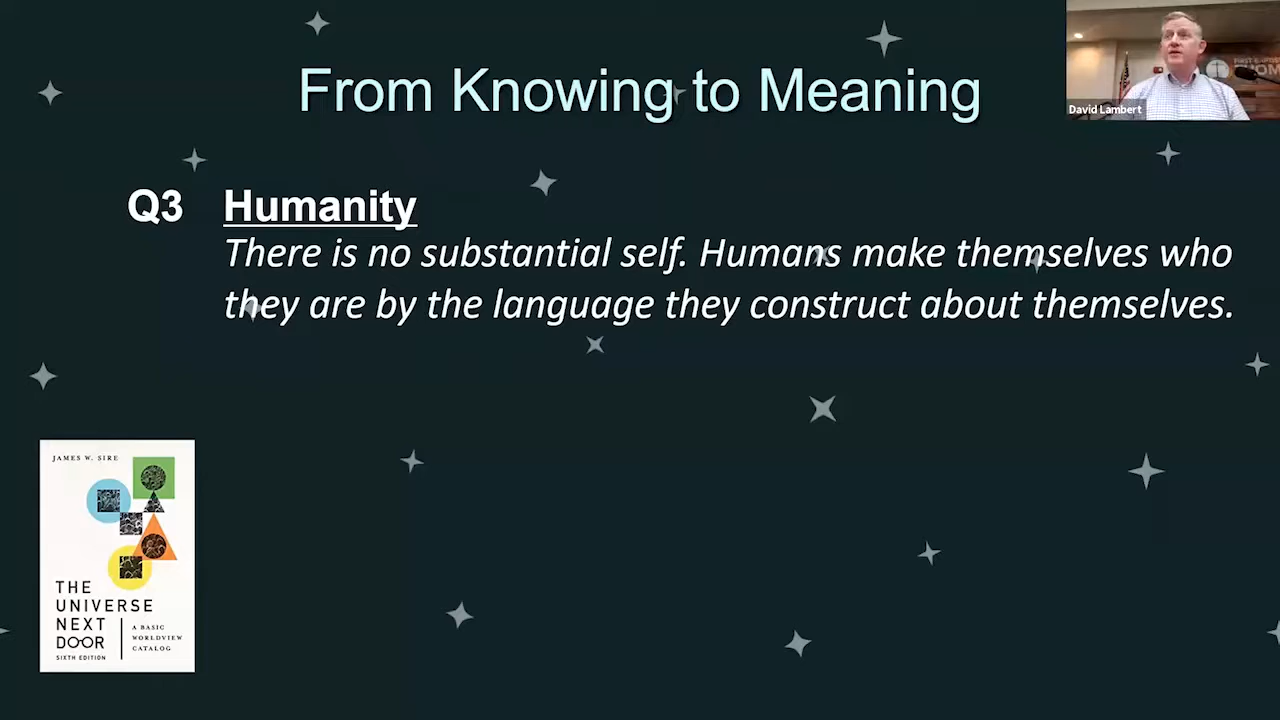 From Knowing to Meaning
David Lambert
Q3 Humanity
There is no substantial self. Humans make themselves who
they are by the language they construct about themselves.
JAMES W. SIRE
THE
UNIVERSE
NEXT
DOOR
SIXTH EDITION
A BASIC
WORLDVIEW
CATALOG